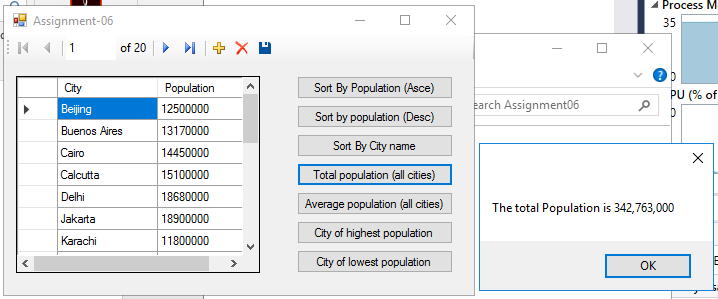 Assignment-06
1 of 20
City Population
Beijing 12500000
Buenos Aires 13170000
Cairo 14450000
Calcutta 15100000
Delhi 18680000
Jakarta 18900000
Karachi 11800000
Sort By Population (Asce)
Sort by population (Desc)
Sort By City name
Total population (all cities)
Average population (all cities)
City of highest population
City of lowest population
Process M
35
0
PU (% of
earch Assignment06
The total Population is 342,763,000
OK